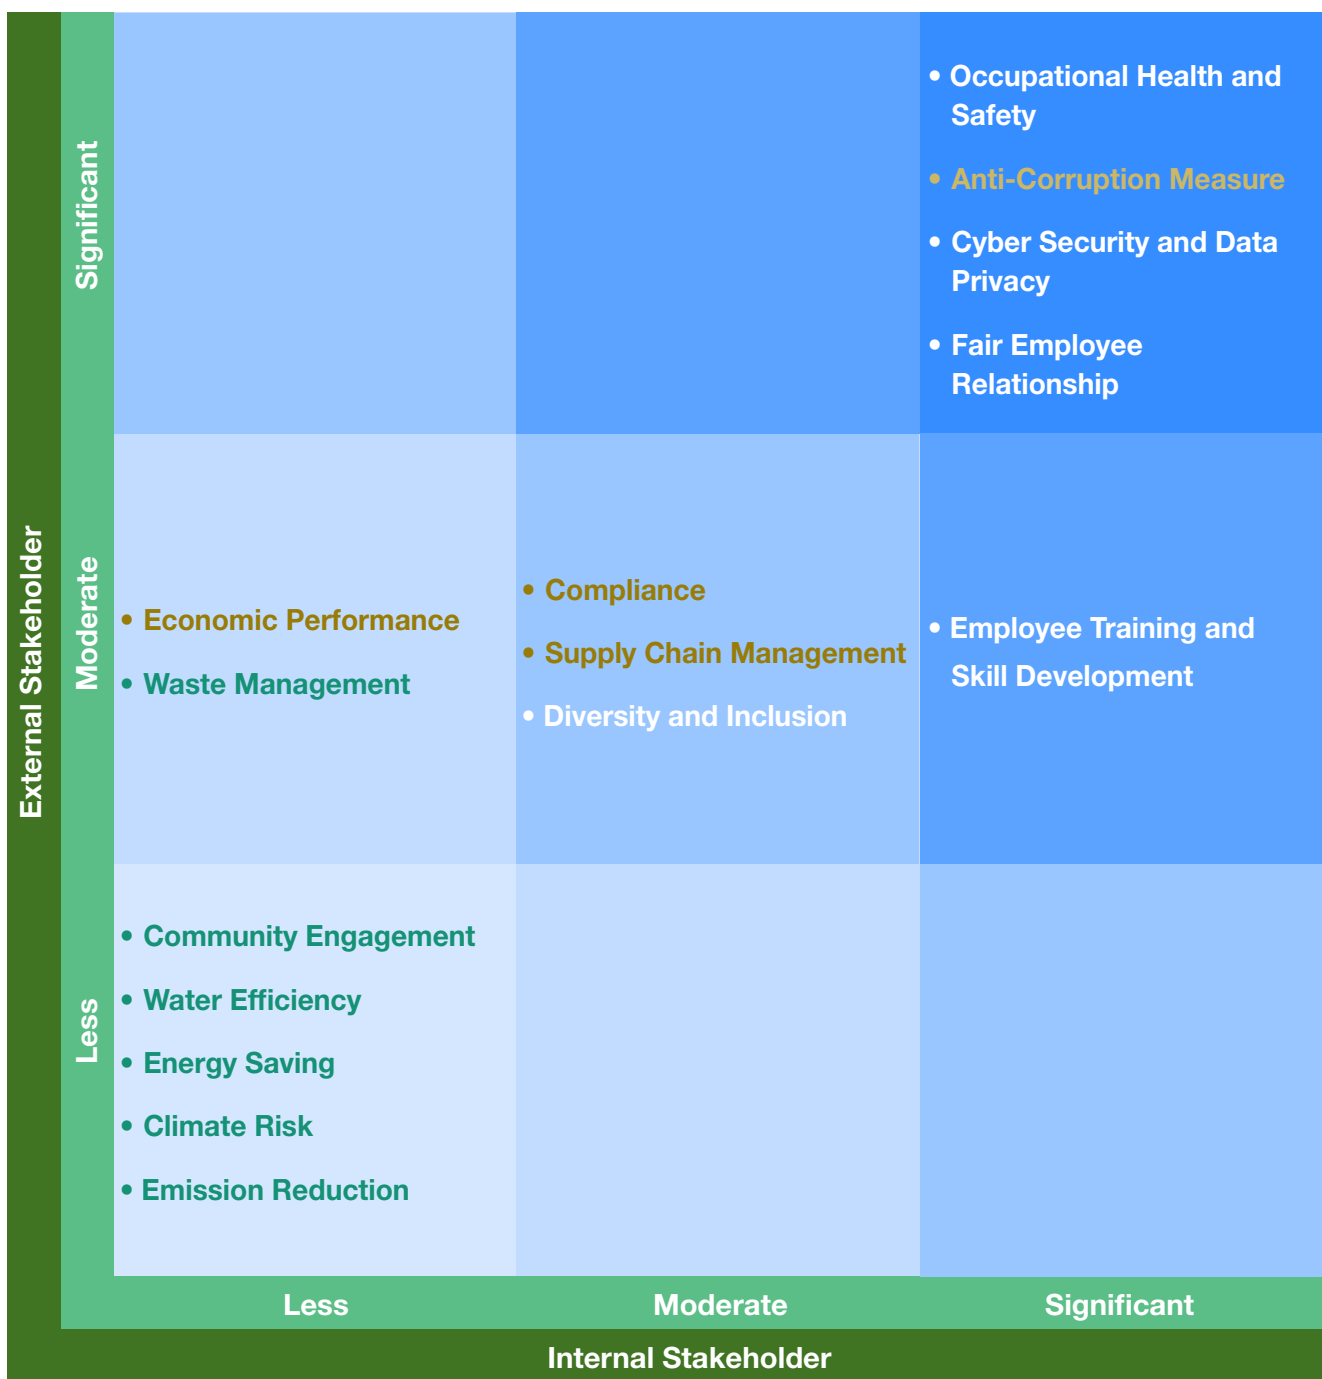 External Stakeholder
Significant
• Occupational Health and
Safety
• Anti-Corruption Measure
• Cyber Security and Data
Privacy
• Fair Employee
Relationship
Moderate
• Economic Performance
• Waste Management
• Compliance
• Supply Chain Management
• Diversity and Inclusion
• Employee Training and
Skill Development
Less
• Community Engagement
• Water Efficiency
• Energy Saving
• Climate Risk
• Emission Reduction
Less
Moderate
Significant
Internal Stakeholder